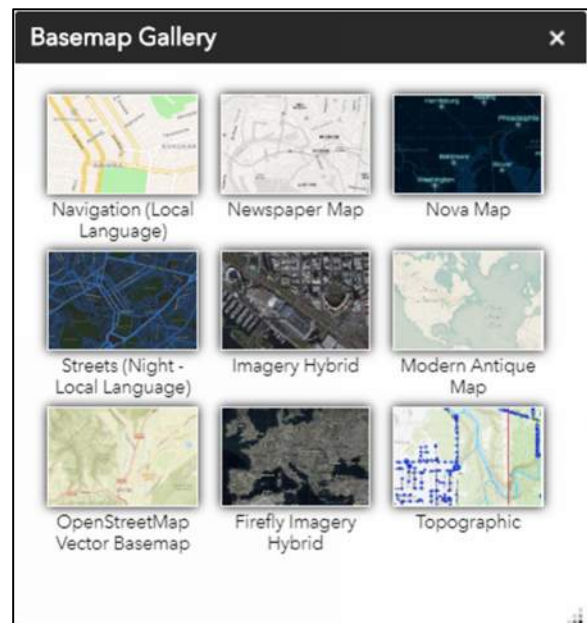 Basemap Gallery
Navigation (Local
Language)
Newspaper Map
Nova Map
Streets (Night -
Local Language)
Imagery Hybrid
Modern Antique
Map
OpenStreetMap
Vector Basemap
Firefly Imagery
Hybrid
Topographic